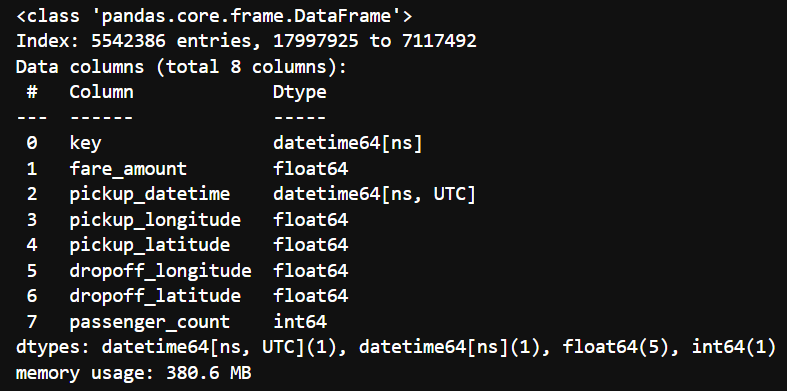 <class 'pandas.core.frame.DataFrame'>
Index: 5542386 entries, 17997925 to 7117492
Data columns (total 8 columns):
 #   Column             Dtype
---  ------             -----
 0   key                datetime64[ns]
 1   fare_amount        float64
 2   pickup_datetime    datetime64[ns, UTC]
 3   pickup_longitude   float64
 4   pickup_latitude    float64
 5   dropoff_longitude  float64
 6   dropoff_latitude   float64
 7   passenger_count    int64
dtypes: datetime64[ns, UTC](1), datetime64[ns](1), float64(5), int64(1)
memory usage: 380.6 MB